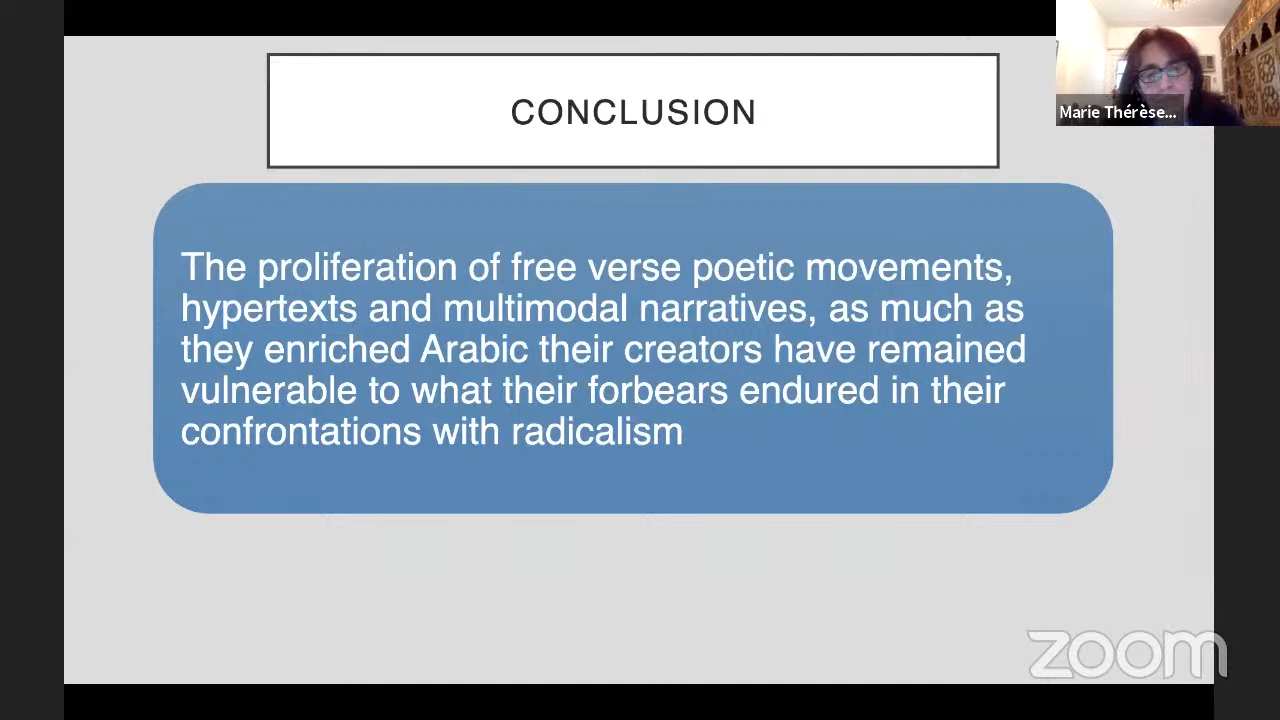 CONCLUSION
Marie Thérèse...
The proliferation of free verse poetic movements,
hypertexts and multimodal narratives, as much as
they enriched Arabic their creators have remained
vulnerable to what their forbears endured in their
confrontations with radicalism
zoom